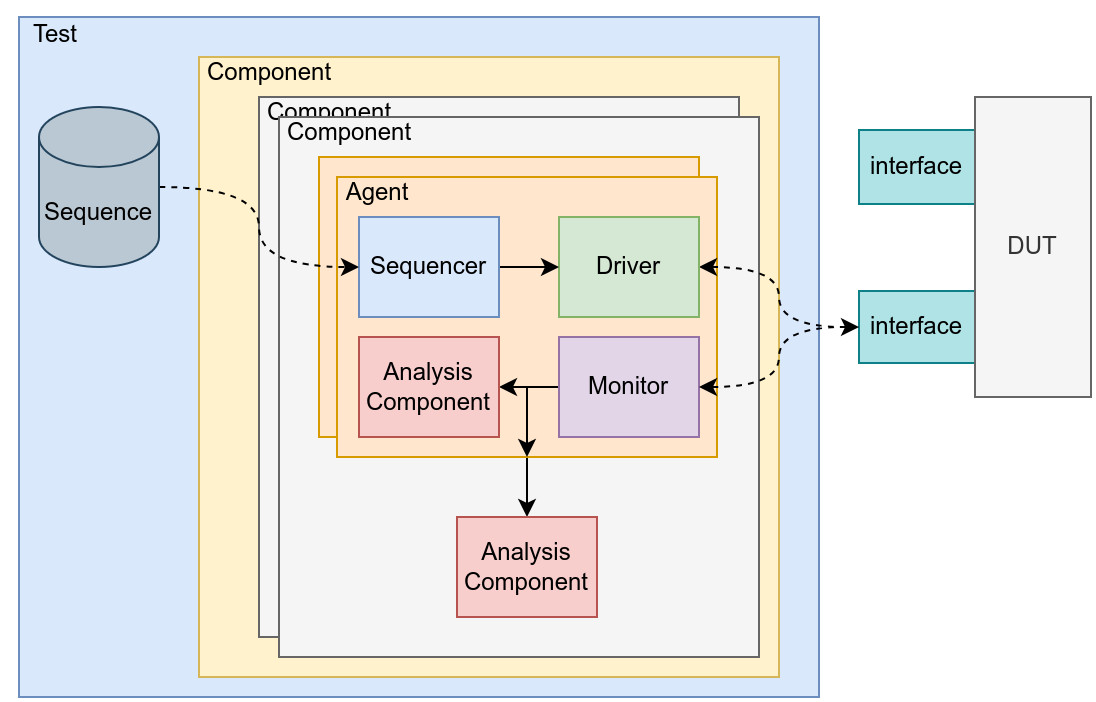 Test
Component
Component
Component
Agent
Sequence
Sequencer
Driver
Analysis
Component
Monitor
Analysis
Component
interface
interface
DUT